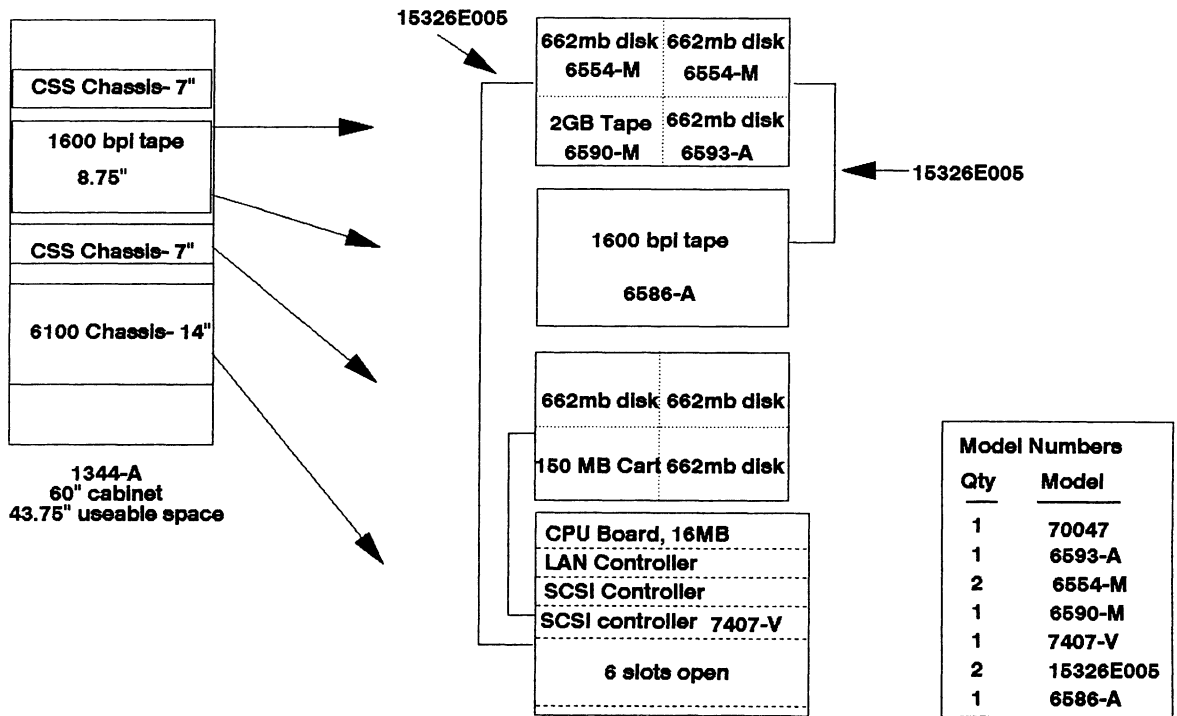 CSS Chassis- 7"
1600 bpi tape
8.75"
CSS Chassis- 7"
6100 Chassis- 14"
1344-A
60" cabinet
43.75" useable space
15326E005
662mb disk 662mb disk
6554-M 6554-M
2GB Tape 662mb disk
6590-M 6593-A
15326E005
1600 bpi tape
6586-A
662mb disk 662mb disk
150 MB Cart 662mb disk
CPU Board, 16MB
LAN Controller
SCSI Controller
SCSI controller 7407-V
6 slots open
Model Numbers
Qty Model
1 70047
1 6593-A
2 6554-M
1 6590-M
1 7407-V
2 15326E005
1 6586-A